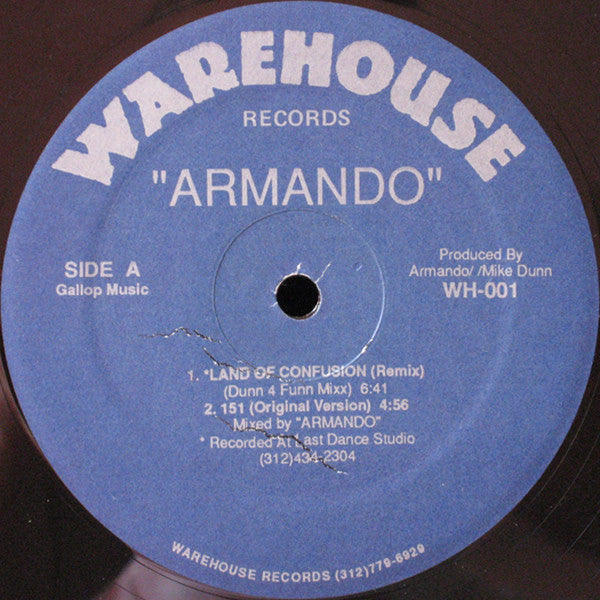 WAREHOUSE
RECORDS
"ARMANDO"
SIDE A
Gallop Music
Produced By
Armando/ /Mike Dunn
WH-001
1. *LAND OF CONFUSION (Remix)
(Dunn 4 Funn Mixx) 6:41
2. 151 (Original Version) 4:56
Mixed by "ARMANDO"
* Recorded At Last Dance Studio
(312)434-2304
WAREHOUSE RECORDS (312)779-6929